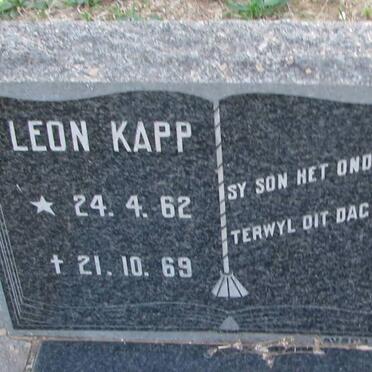 LEON KAPP
★ 24. 4. 62
✝ 21. 10. 69
SY SON HET OND
TERWYL DIT DAG